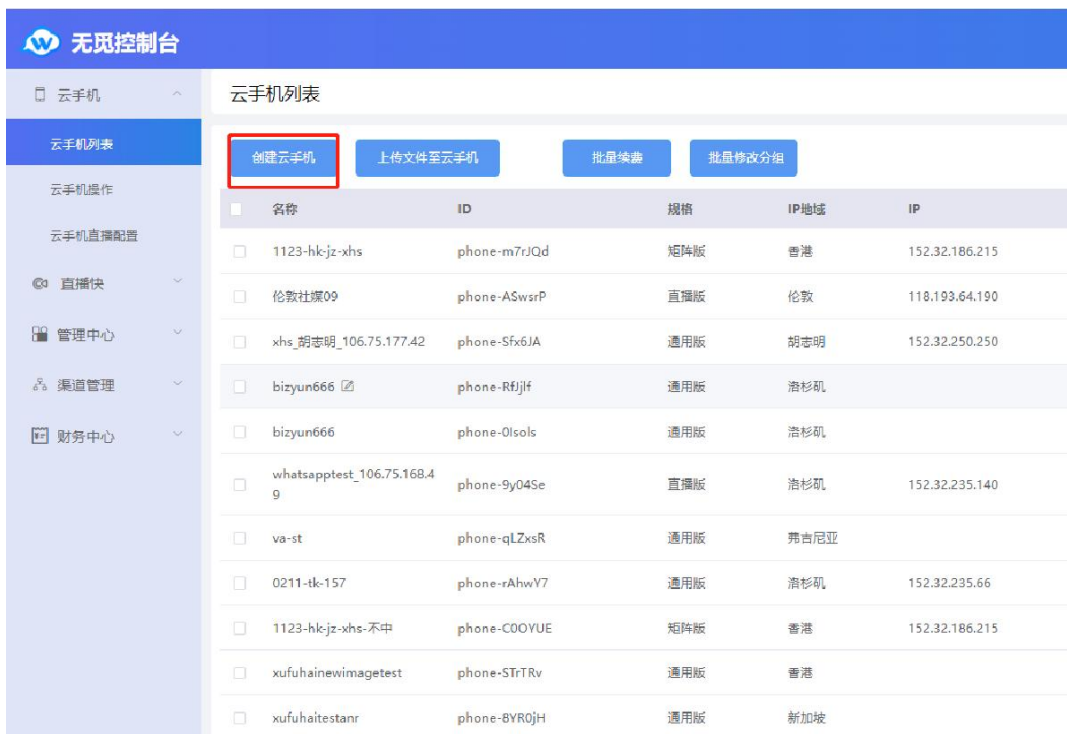 无觅控制台
云手机
云手机列表
云手机操作
云手机直播配置
直播快
管理中心
渠道管理
财务中心
云手机列表
创建云手机 上传文件至云手机 批量续费 批量修改分组
名称 ID 规格 IP地域 IP
1123-hk-jz-xhs phone-m7rJQd 矩阵版 香港 152.32.186.215
伦敦社媒09 phone-ASwsrP 直播版 伦敦 118.193.64.190
xhs_胡志明_106.75.177.42 phone-Sfx6JA 通用版 胡志明 152.32.250.250
bizyun666 phone-RfJjlf 通用版 洛杉矶
bizyun666 phone-0Isols 通用版 洛杉矶
whatsapptest_106.75.168.4
9 phone-9y04Se 直播版 洛杉矶 152.32.235.140
va-st phone-qLZxsR 通用版 弗吉尼亚
0211-tk-157 phone-rAhwY7 通用版 洛杉矶 152.32.235.66
1123-hk-jz-xhs-不中 phone-C0OYUE 矩阵版 香港 152.32.186.215
xufuhainewimagetest phone-STrTRv 通用版 香港
xufuhaitestanr phone-8YR0jH 通用版 新加坡